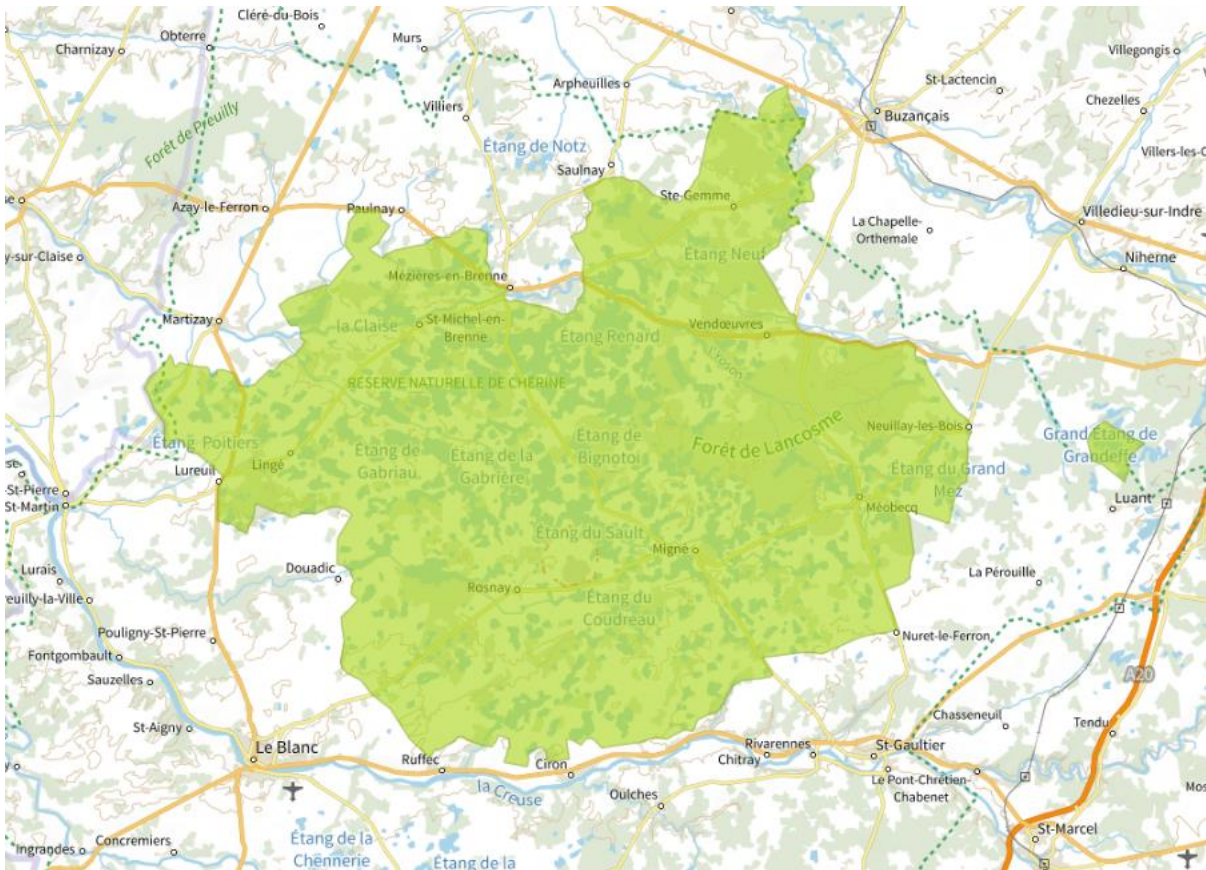 Cléré-du-Bois
Obterre
Charnizay
Murs
Villegongis
Arpheuilles
St-Lactencin
Chezelles
Villiers
Buzançais
Forêt de Preuilly
Étang de Notz
Saulnay
Villers-les-O
Ste-Gemme
Azay-le-Ferron
Paulnay
Villedieu-sur-Indre
La Chapelle-
Orthemale
y-sur-Claise
Étang Neuf
Niherne
Mézières-en-Brenne
Martizay
la Claise
St-Michel-en-
Brenne
Étang Renard
Vendœuvres
l'Yoson
RÉSERVE NATURELLE DE CHÉRINE
Neuillay-les-Bois
Forêt de Lancosme
Étang de
Bignotoi
Grand Étang de
Grandeffe
Étang Poitiers
Étang de
Gabriau
Étang de la
Gabrière
Lingé
Lureuil
Étang du Grand
Mez
-St-Pierre
St-Martin
Méobecq
Luant
Étang du Sault
Migné
Douadic
Lurais
La Pérouille
Rosnay
reuilly-la-Ville
Étang du
Coudreau
Pouligny-St-Pierre
Nuret-le-Ferron
Fontgombault
Sauzelles
A20
Chasseneuil
Tendu
St-Aigny
Le Blanc
Rivarennes
St-Gaultier
Ruffec
Ciron
Chitray
Le Pont-Chrétien-
Chabenet
la Creuse
Oulches
Mos
St-Marcel
Étang de la
Chênnerie
Concremiers
Ingrandes
Étang de la